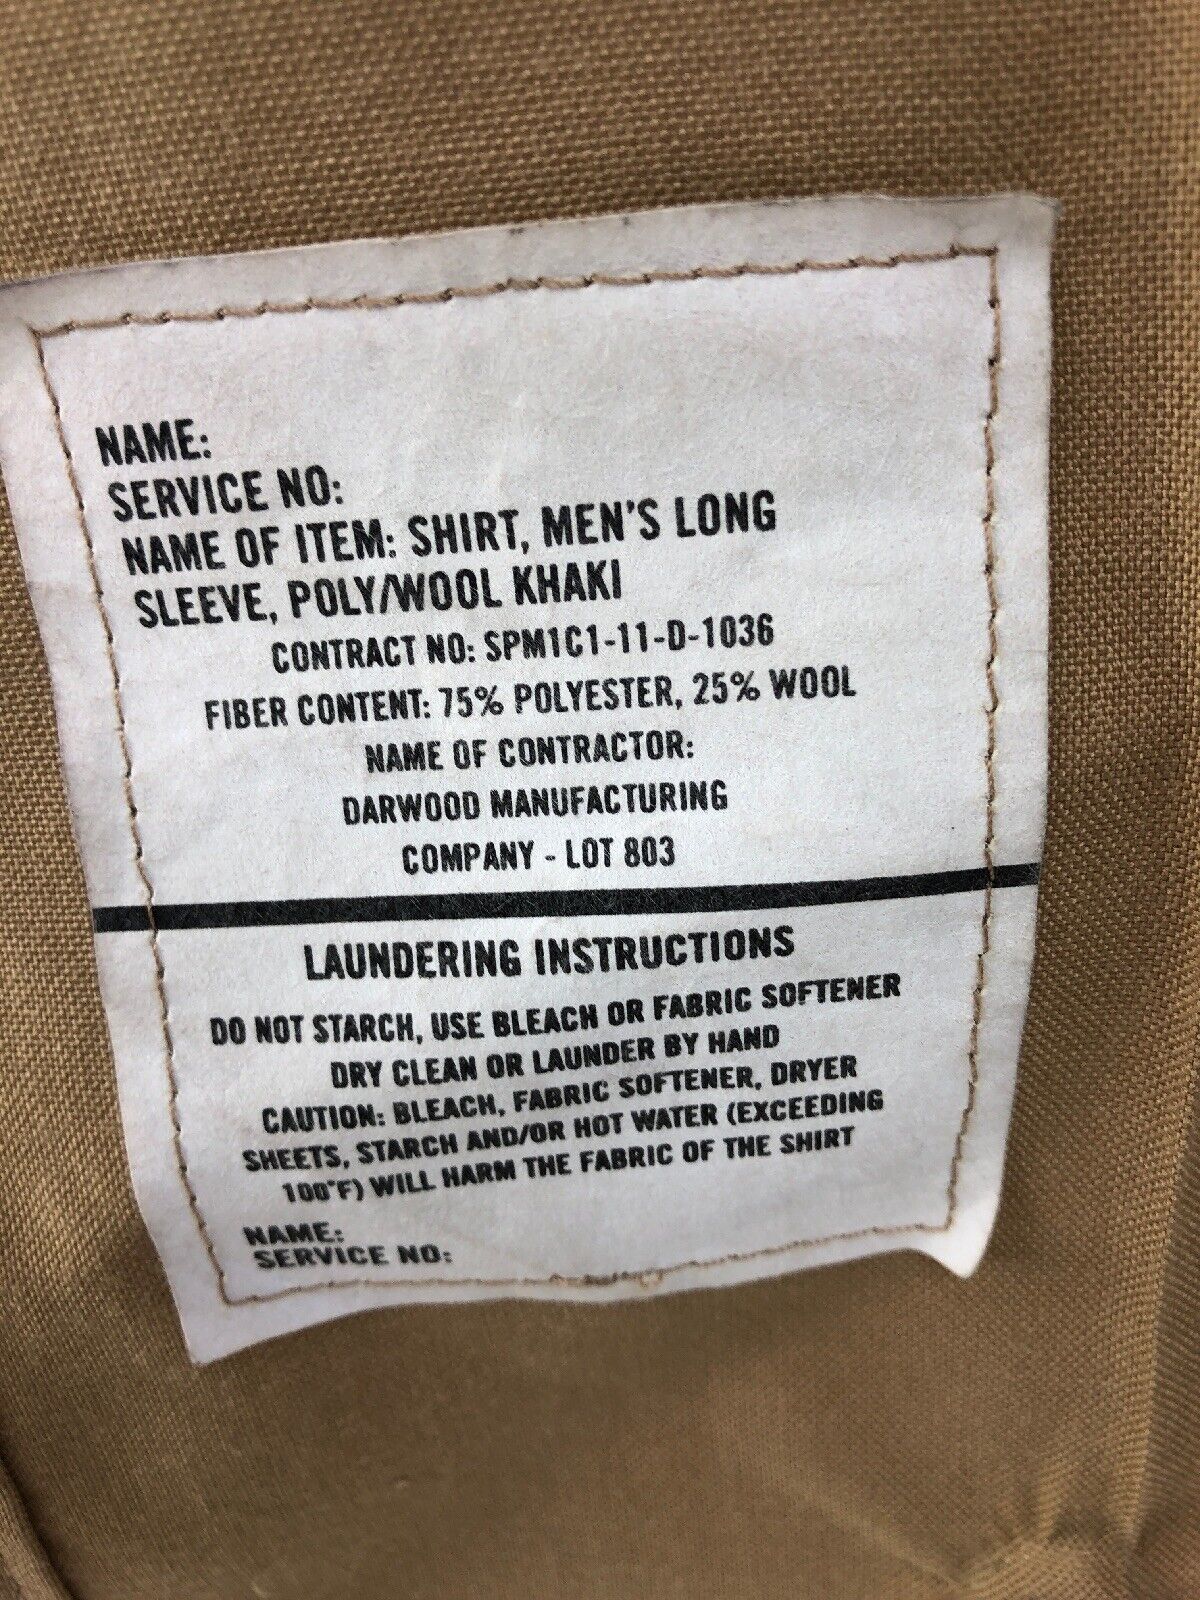 NAME:
SERVICE NO:
NAME OF ITEM: SHIRT, MEN'S LONG
SLEEVE, POLY/WOOL KHAKI
CONTRACT NO: SPM1C1-11-D-1036
FIBER CONTENT: 75% POLYESTER, 25% WOOL
NAME OF CONTRACTOR:
DARWOOD MANUFACTURING
COMPANY - LOT 803
LAUNDERING INSTRUCTIONS
DO NOT STARCH, USE BLEACH OR FABRIC SOFTENER
DRY CLEAN OR LAUNDER BY HAND
CAUTION: BLEACH, FABRIC SOFTENER, DRYER
SHEETS, STARCH AND/OR HOT WATER (EXCEEDING
100°F) WILL HARM THE FABRIC OF THE SHIRT
NAME:
SERVICE NO: